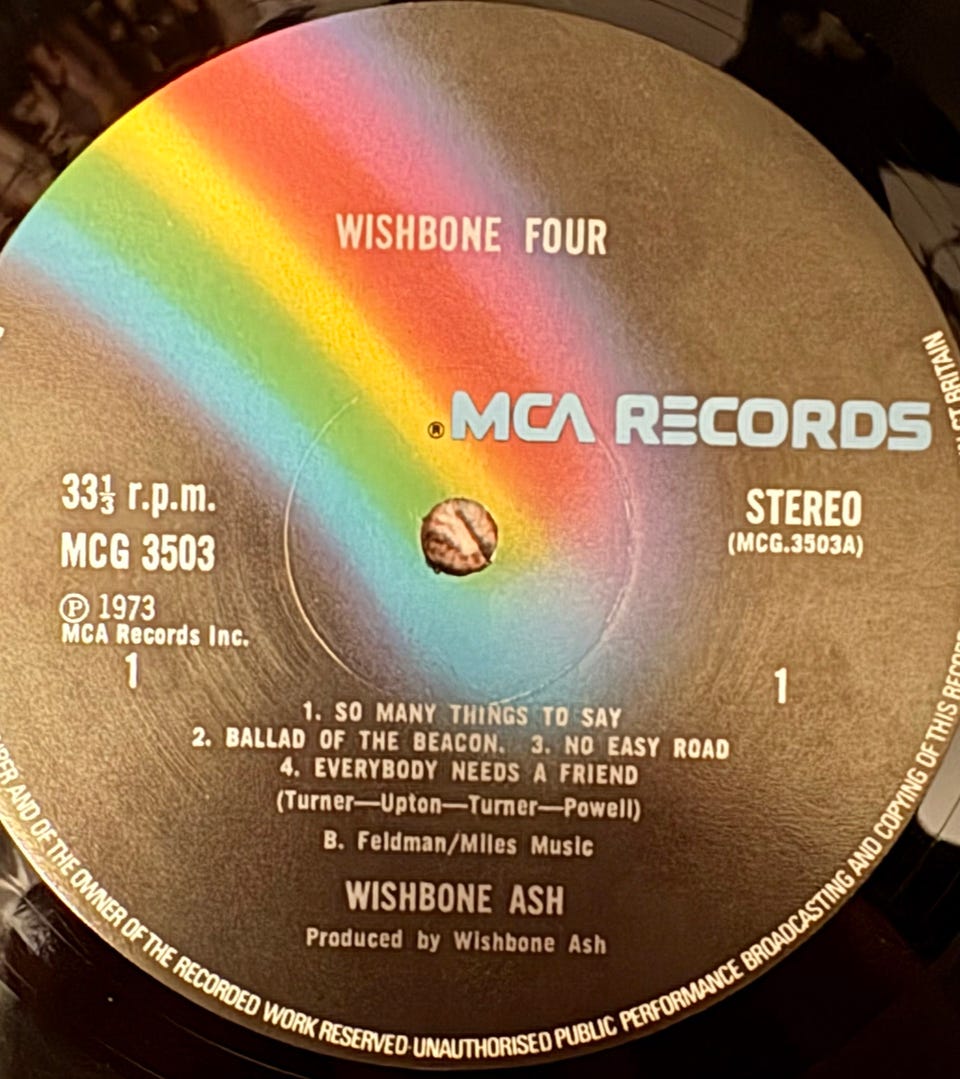 WISHBONE FOUR
® MCA RECORDS
33⅓ r.p.m.
MCG 3503
Ⓟ 1973
MCA Records Inc.
1
STEREO
(MCG.3503A)
1
1. SO MANY THINGS TO SAY
2. BALLAD OF THE BEACON. 3. NO EASY ROAD
4. EVERYBODY NEEDS A FRIEND
(Turner—Upton—Turner—Powell)
B. Feldman/Miles Music
WISHBONE ASH
Produced by Wishbone Ash
AND OF THE OWNER OF THE RECORDED WORK RESERVED·UNAUTHORISED PUBLIC PERFORMANCE BROADCASTING AND COPYING OF THIS RECORD
BRITAIN